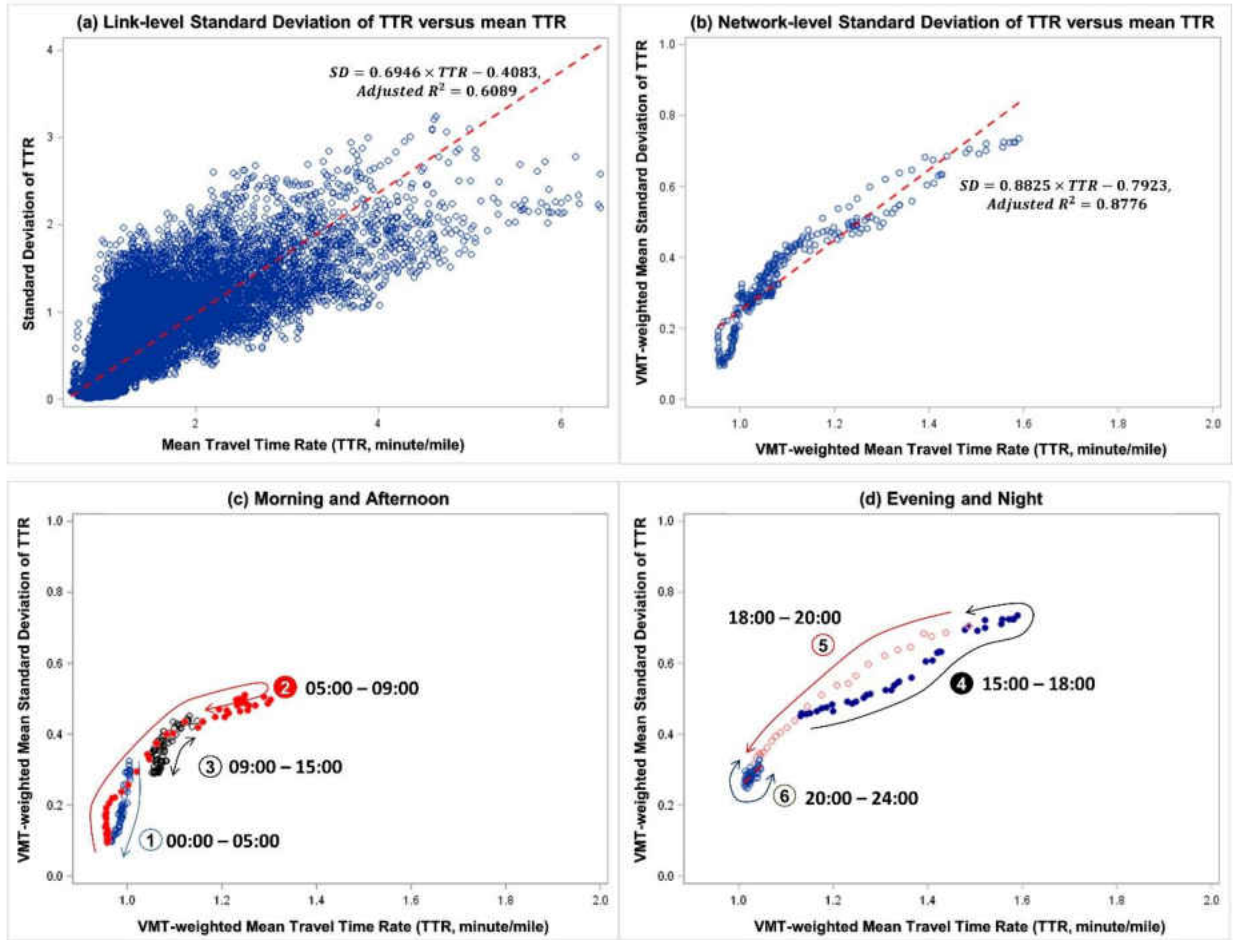 (a) Link-level Standard Deviation of TTR versus mean TTR
Standard Deviation of TTR
4
3
2
1
0
SD = 0.6946 × TTR − 0.4083,
Adjusted R² = 0.6089
2
4
6
Mean Travel Time Rate (TTR, minute/mile)
(b) Network-level Standard Deviation of TTR versus mean TTR
VMT-weighted Mean Standard Deviation of TTR
1.0
0.8
0.6
0.4
0.2
0.0
SD = 0.8825 × TTR − 0.7923,
Adjusted R² = 0.8776
1.0
1.2
1.4
1.6
1.8
2.0
VMT-weighted Mean Travel Time Rate (TTR, minute/mile)
(c) Morning and Afternoon
VMT-weighted Mean Standard Deviation of TTR
1.0
0.8
0.6
0.4
0.2
0.0
2 05:00 – 09:00
3 09:00 – 15:00
1 00:00 – 05:00
1.0
1.2
1.4
1.6
1.8
2.0
VMT-weighted Mean Travel Time Rate (TTR, minute/mile)
(d) Evening and Night
VMT-weighted Mean Standard Deviation of TTR
1.0
0.8
0.6
0.4
0.2
0.0
18:00 – 20:00
5
4 15:00 – 18:00
6 20:00 – 24:00
1.0
1.2
1.4
1.6
1.8
2.0
VMT-weighted Mean Travel Time Rate (TTR, minute/mile)